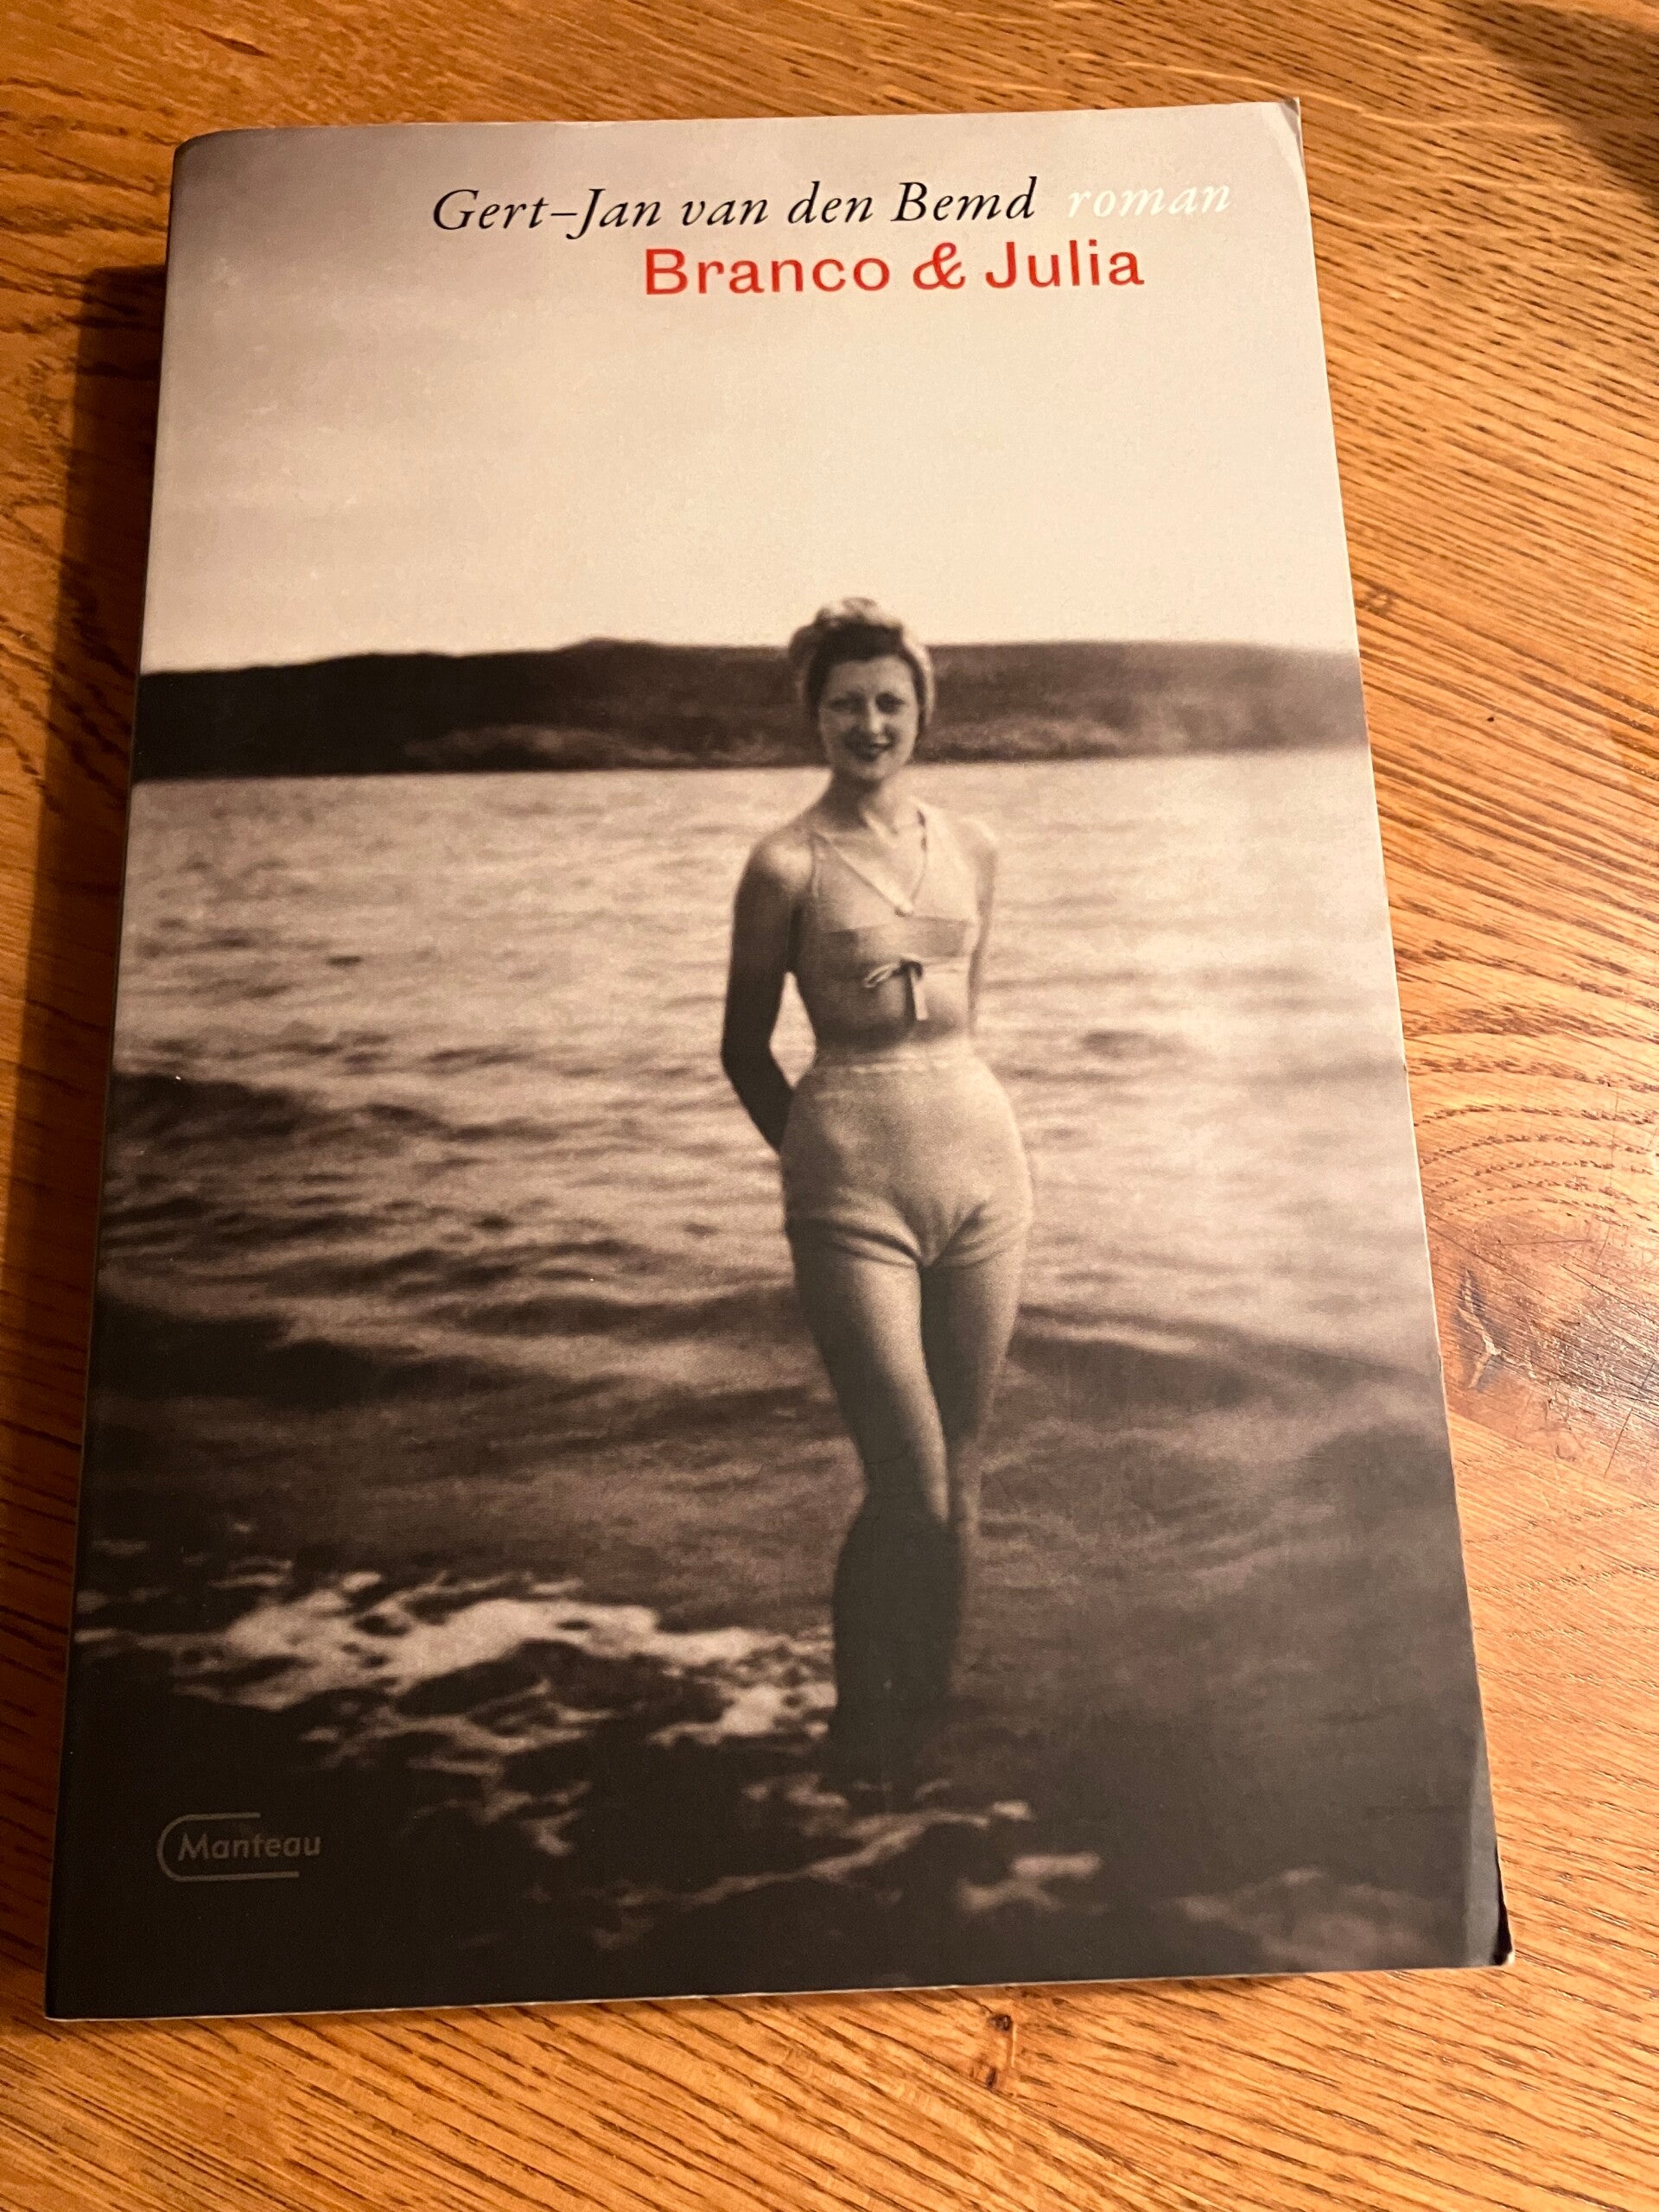 Gert-Jan van den Bemd roman
Branco & Julia
Manteau